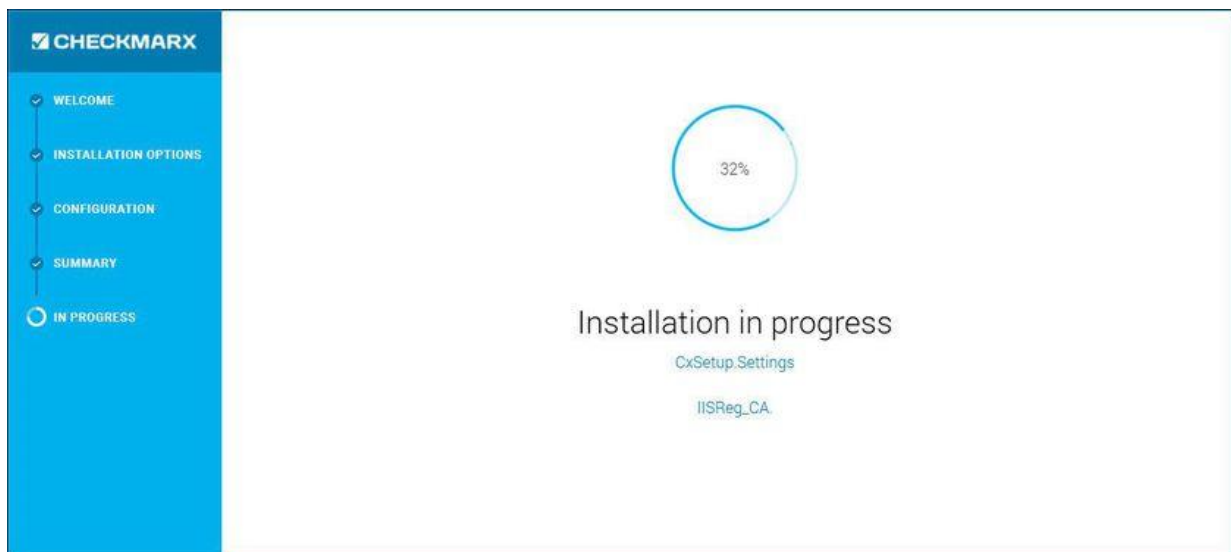 CHECKMARX
WELCOME
INSTALLATION OPTIONS
CONFIGURATION
SUMMARY
IN PROGRESS
32%
Installation in progress
CxSetup.Settings
IISReg_CA.